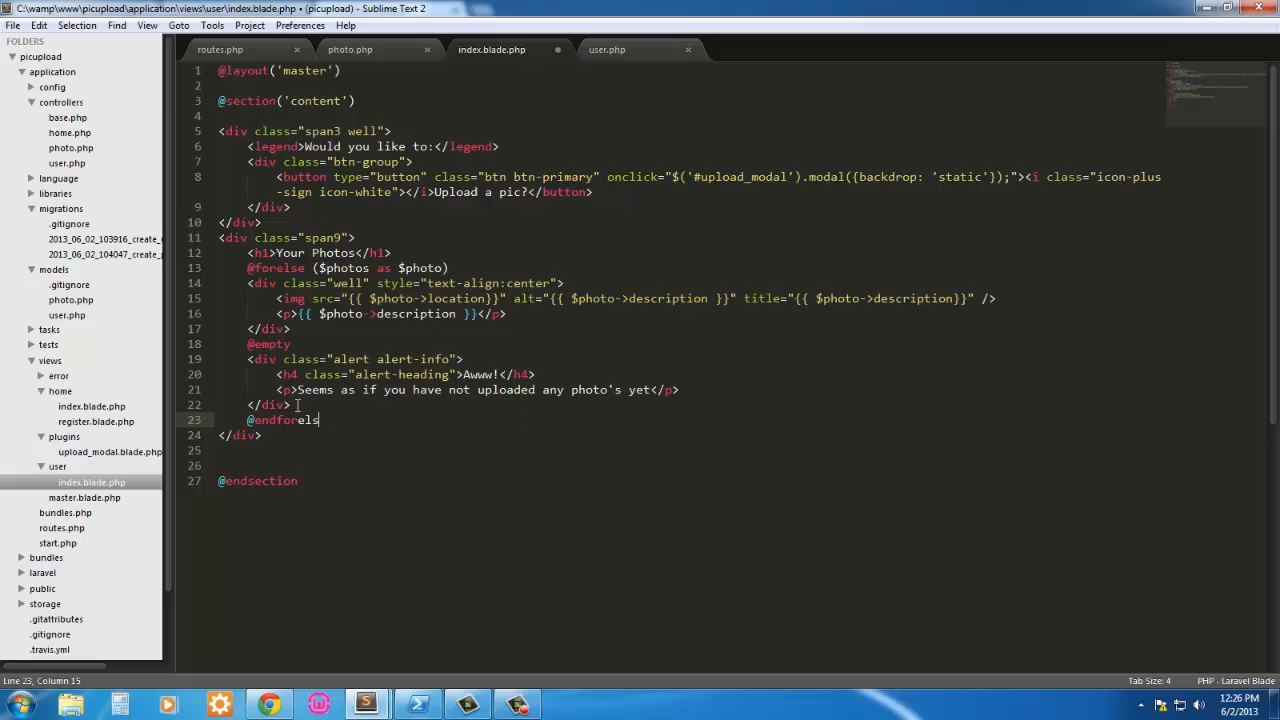 C:\wamp\www\picupload\application\views\user\index.blade.php • (picupload) - Sublime Text 2
File Edit Selection Find View Goto Tools Project Preferences Help
FOLDERS
picupload
application
config
controllers
base.php
home.php
photo.php
user.php
language
libraries
migrations
.gitignore
2013_06_02_103916_create_
2013_06_02_104047_create_
models
.gitignore
photo.php
user.php
tasks
tests
views
error
home
index.blade.php
register.blade.php
plugins
upload_modal.blade.php
user
index.blade.php
master.blade.php
bundles.php
routes.php
start.php
bundles
laravel
public
storage
.gitattributes
.gitignore
.travis.yml
routes.php × photo.php × index.blade.php • user.php ×
1 @layout('master')
2
3 @section('content')
4
5 <div class="span3 well">
6 <legend>Would you like to:</legend>
7 <div class="btn-group">
8 <button type="button" class="btn btn-primary" onclick="$('#upload_modal').modal({backdrop: 'static'});"><i class="icon-plus
-sign icon-white"></i>Upload a pic?</button>
9 </div>
10 </div>
11 <div class="span9">
12 <h1>Your Photos</h1>
13 @forelse ($photos as $photo)
14 <div class="well" style="text-align:center>
15 <img src="{{ $photo->location}}" alt="{{ $photo->description }}" title="{{ $photo->description}}" />
16 <p>{{ $photo->description }}</p>
17 </div>
18 @empty
19 <div class="alert alert-info">
20 <h4 class="alert-heading">Awww!</h4>
21 <p>Seems as if you have not uploaded any photo's yet</p>
22 </div>
23 @endforels
24 </div>
25
26
27 @endsection
Line 23, Column 15
Tab Size: 4 PHP - Laravel Blade
12:26 PM
6/2/2013